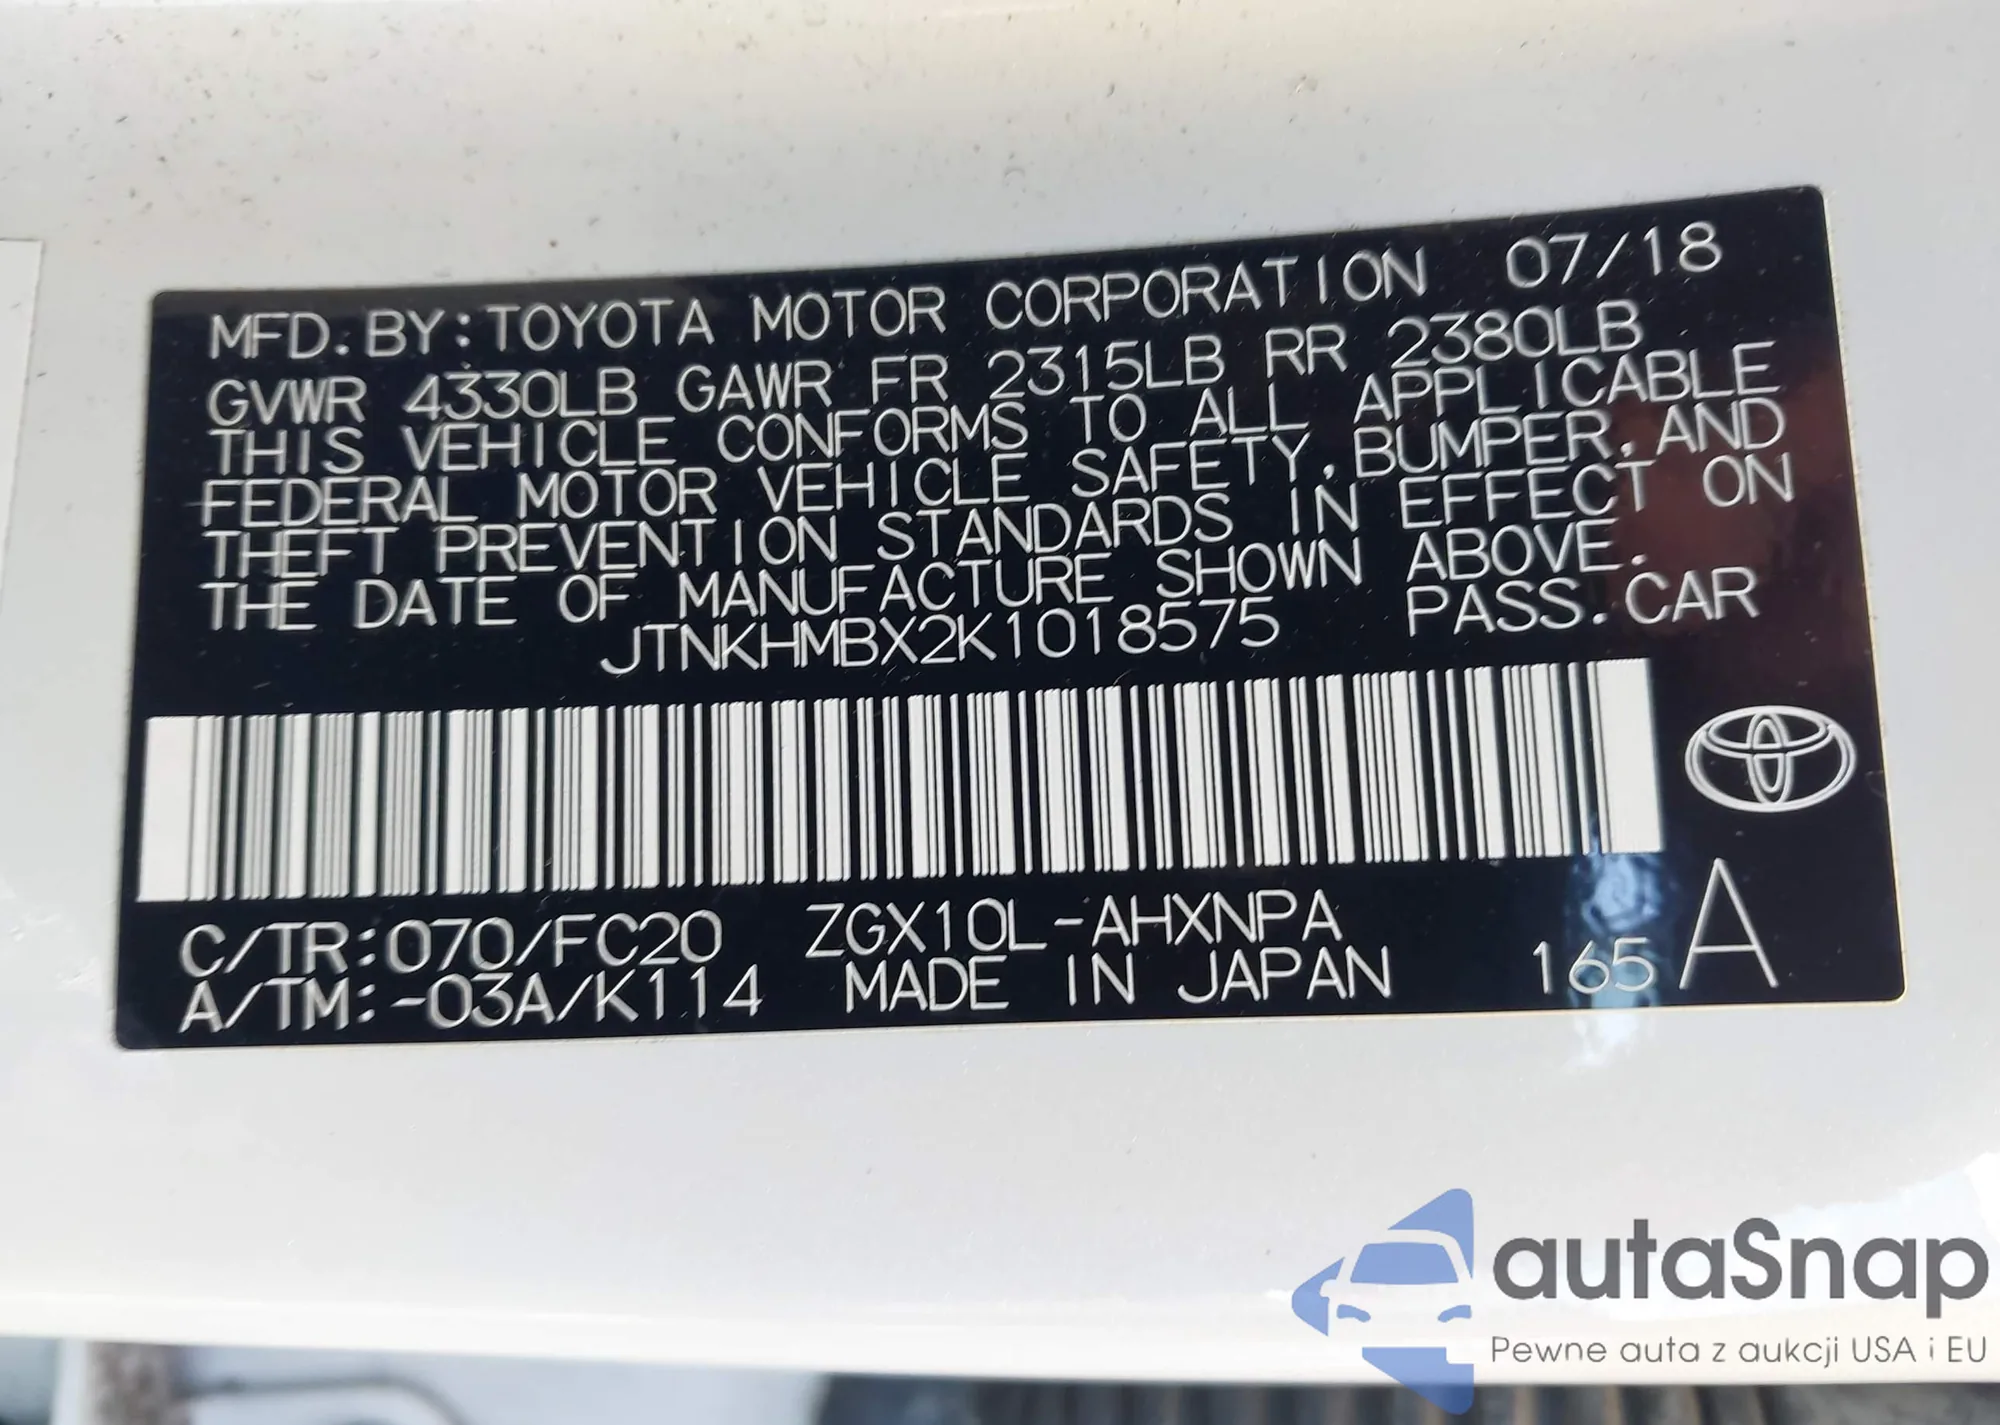 MFD. BY: TOYOTA MOTOR CORPORATION 07/18
GVWR 4330LB GAWR FR 2315LB RR 2380LB
THIS VEHICLE CONFORMS TO ALL APPLICABLE
FEDERAL MOTOR VEHICLE SAFETY, BUMPER, AND
THEFT PREVENTION STANDARDS IN EFFECT ON
THE DATE OF MANUFACTURE SHOWN ABOVE.
JTNKHMBX2K1018575 PASS. CAR
C/TR:070/FC20 ZGX10L-AHXNPA
A/TM:-03A/K114 MADE IN JAPAN 165 A
autaSnap
Pewne auta z aukcji USA i EU